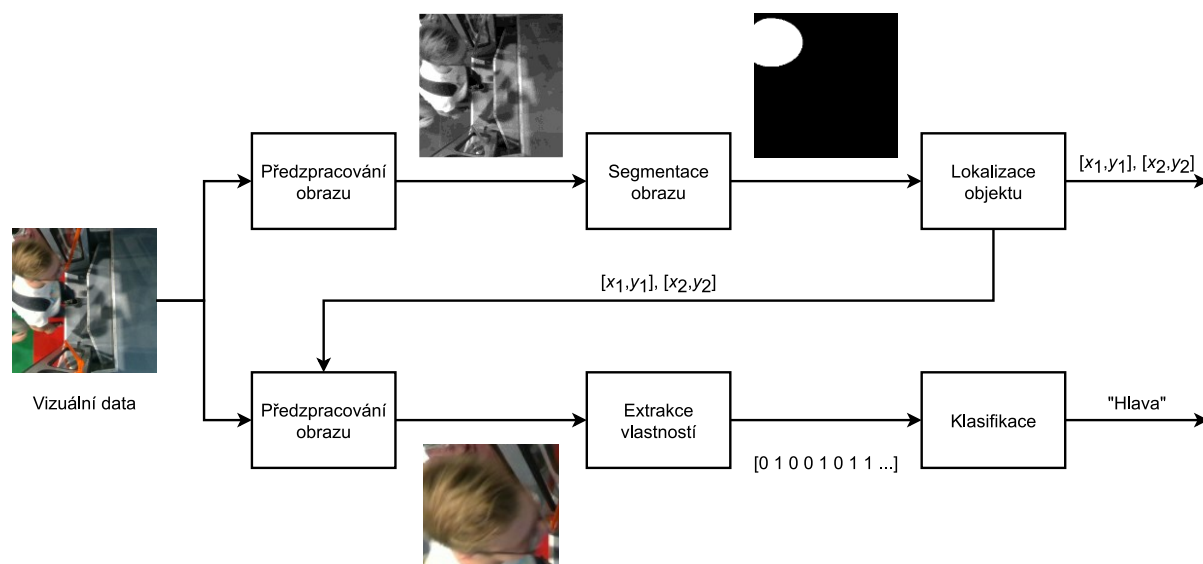 Předzpracování
obrazu
Segmentace
obrazu
Lokalizace
objektu
[x₁,y₁], [x₂,y₂]
[x₁,y₁], [x₂,y₂]
Vizuální data
Předzpracování
obrazu
Extrakce
vlastností
[0 1 0 0 1 0 1 1 ...]
Klasifikace
"Hlava"